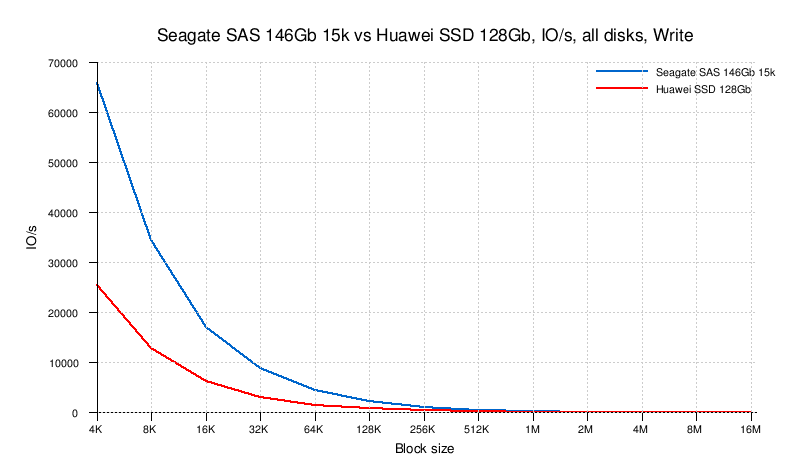 Seagate SAS 146Gb 15k vs Huawei SSD 128Gb, IO/s, all disks, Write
Seagate SAS 146Gb 15k
Huawei SSD 128Gb
70000
60000
50000
40000
30000
20000
10000
0
IO/s
4K 8K 16K 32K 64K 128K 256K 512K 1M 2M 4M 8M 16M
Block size